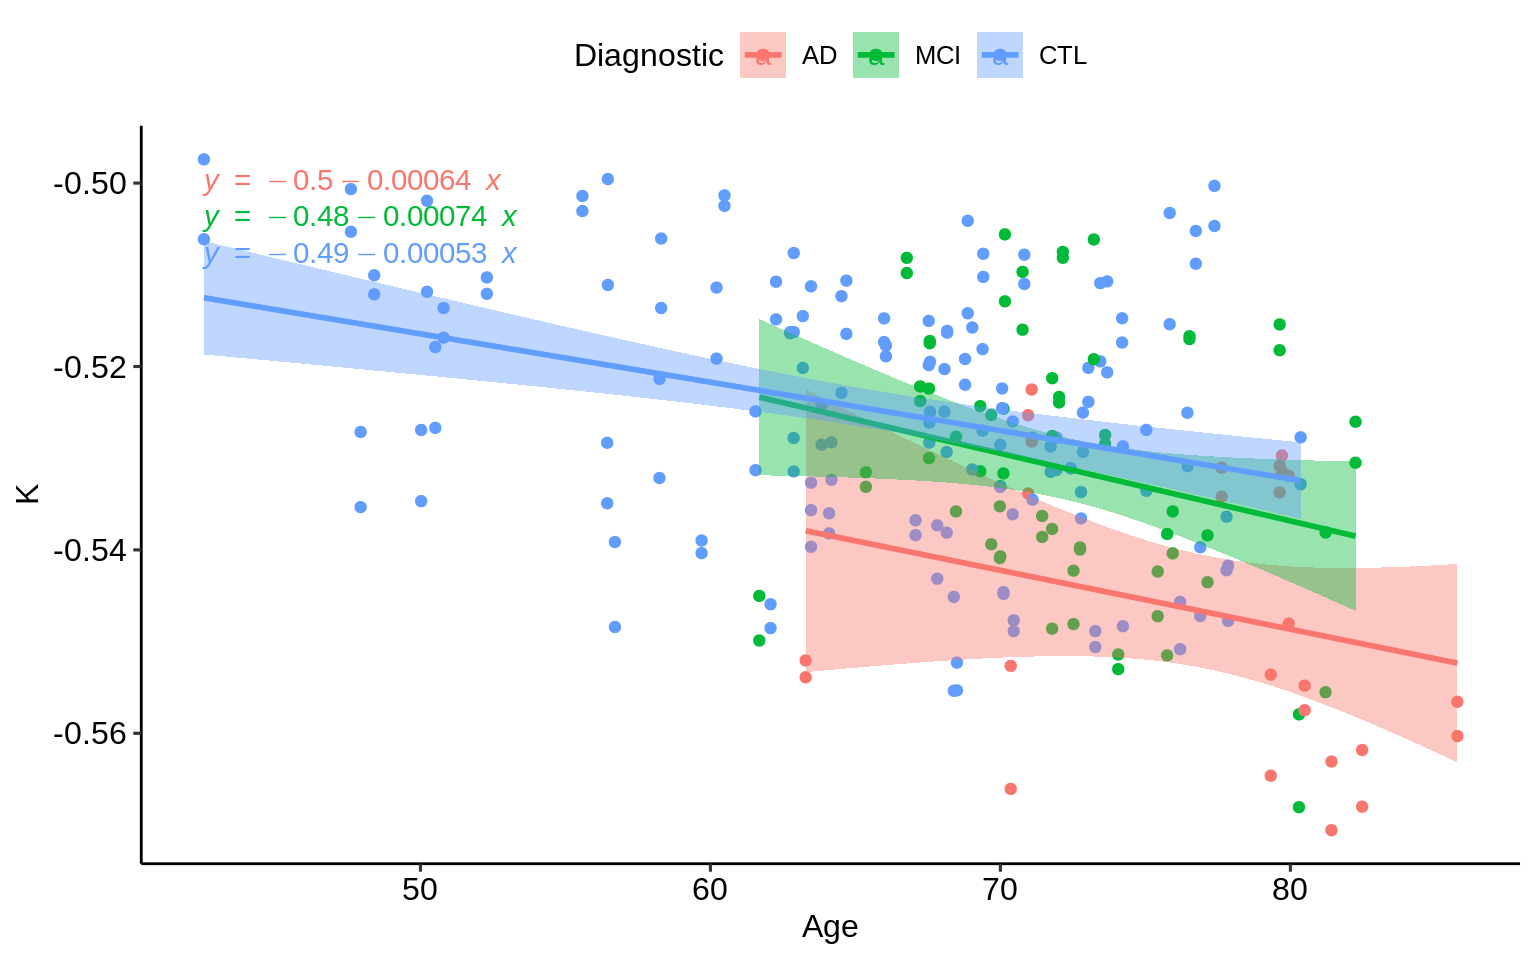 Diagnostic a AD a MCI a CTL
-0.50
y = − 0.5 − 0.00064 x
y = − 0.48 − 0.00074 x
y = − 0.49 − 0.00053 x
-0.52
K
-0.54
-0.56
50 60 70 80
Age